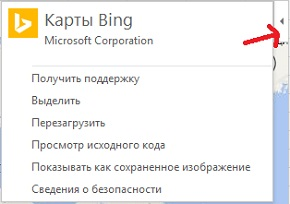 Карты Bing
Microsoft Corporation
Получить поддержку
Выделить
Перезагрузить
Просмотр исходного кода
Показывать как сохраненное изображение
Сведения о безопасности